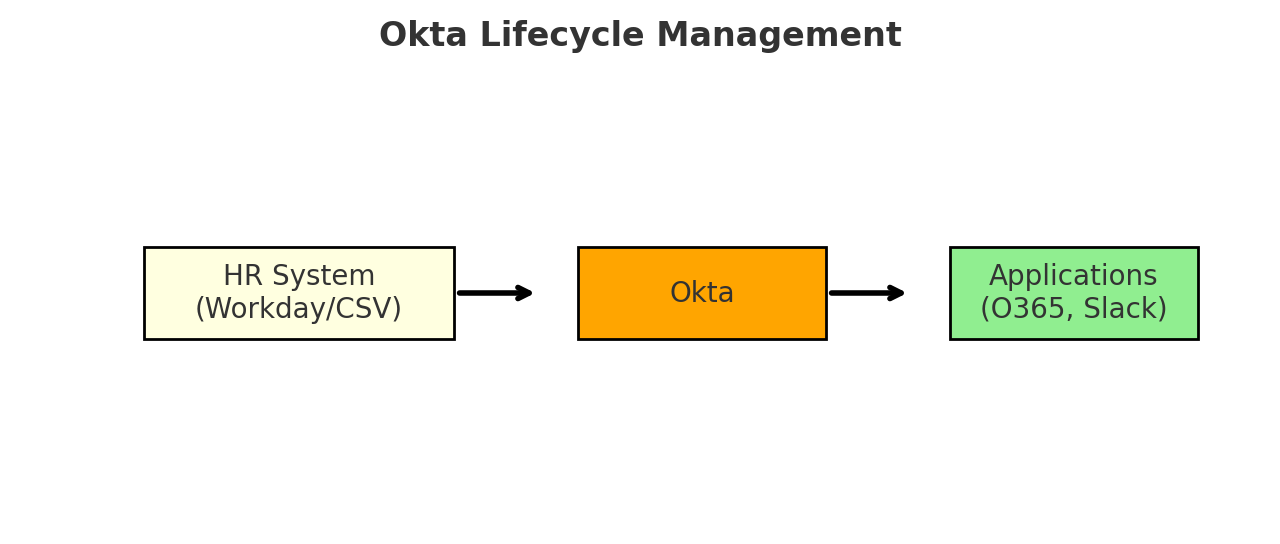 Okta Lifecycle Management
HR System
(Workday/CSV)
Okta
Applications
(O365, Slack)